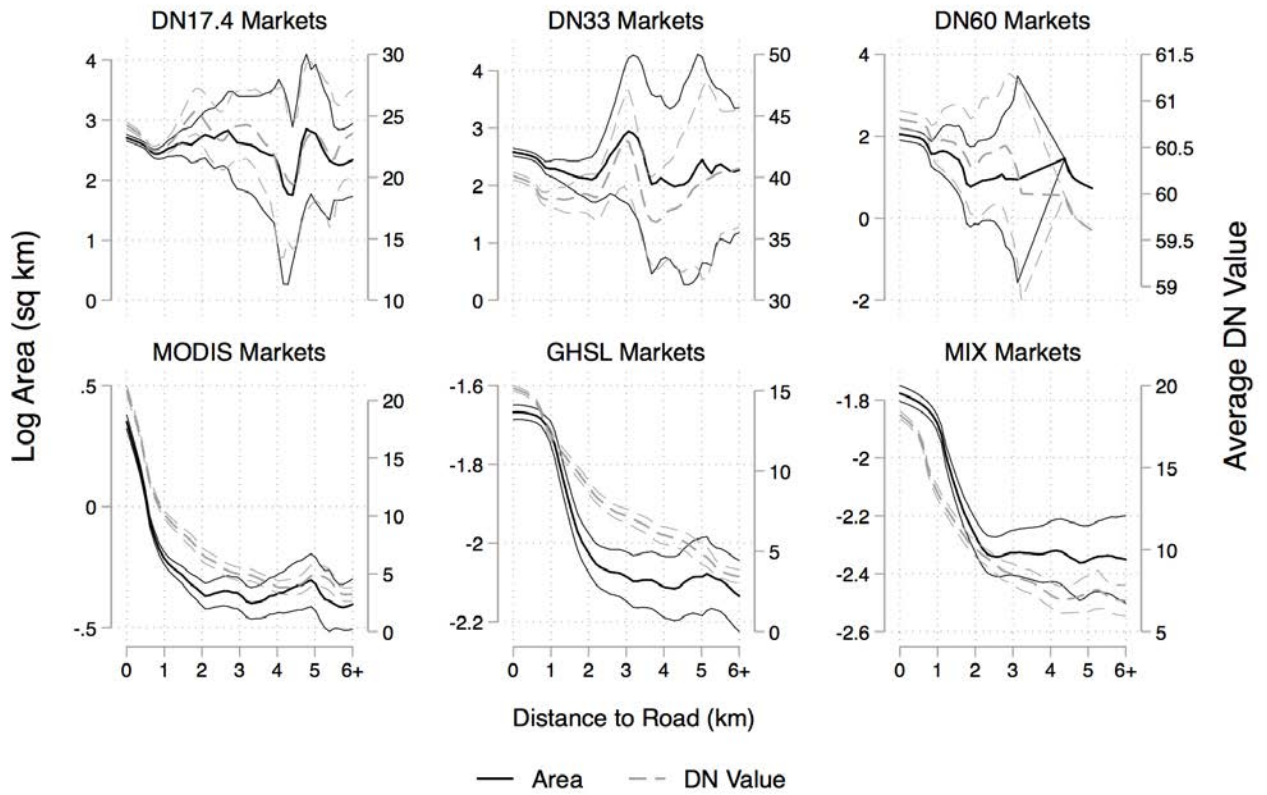 DN17.4 Markets DN33 Markets DN60 Markets
4 3 2 1 0
30 25 20 15 10
4 3 2 1 0
50 45 40 35 30
4 2 0 -2
61.5 61 60.5 60 59.5 59
Log Area (sq km)
Average DN Value
MODIS Markets GHSL Markets MIX Markets
.5 0 -.5
20 15 10 5 0
-1.6 -1.8 -2 -2.2
15 10 5 0
-1.8 -2 -2.2 -2.4 -2.6
20 15 10 5
0 1 2 3 4 5 6+ 0 1 2 3 4 5 6+ 0 1 2 3 4 5 6+
Distance to Road (km)
Area DN Value